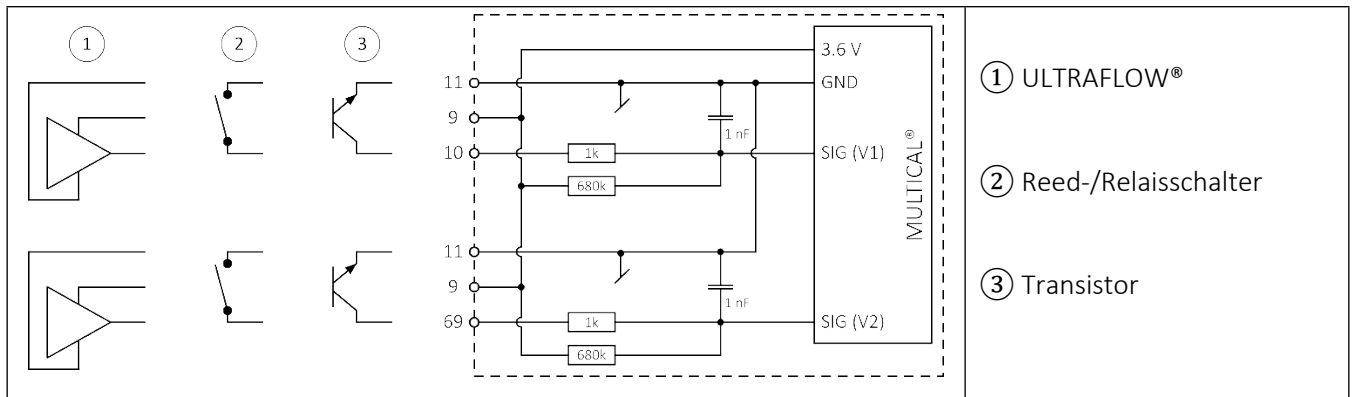 1 2 3
3.6 V
11 GND
9
1 nF
10 1k SIG (V1)
680k
MULTICAL®
11
9
1 nF
69 1k SIG (V2)
680k
① ULTRAFLOW®
② Reed-/Relaisschalter
③ Transistor